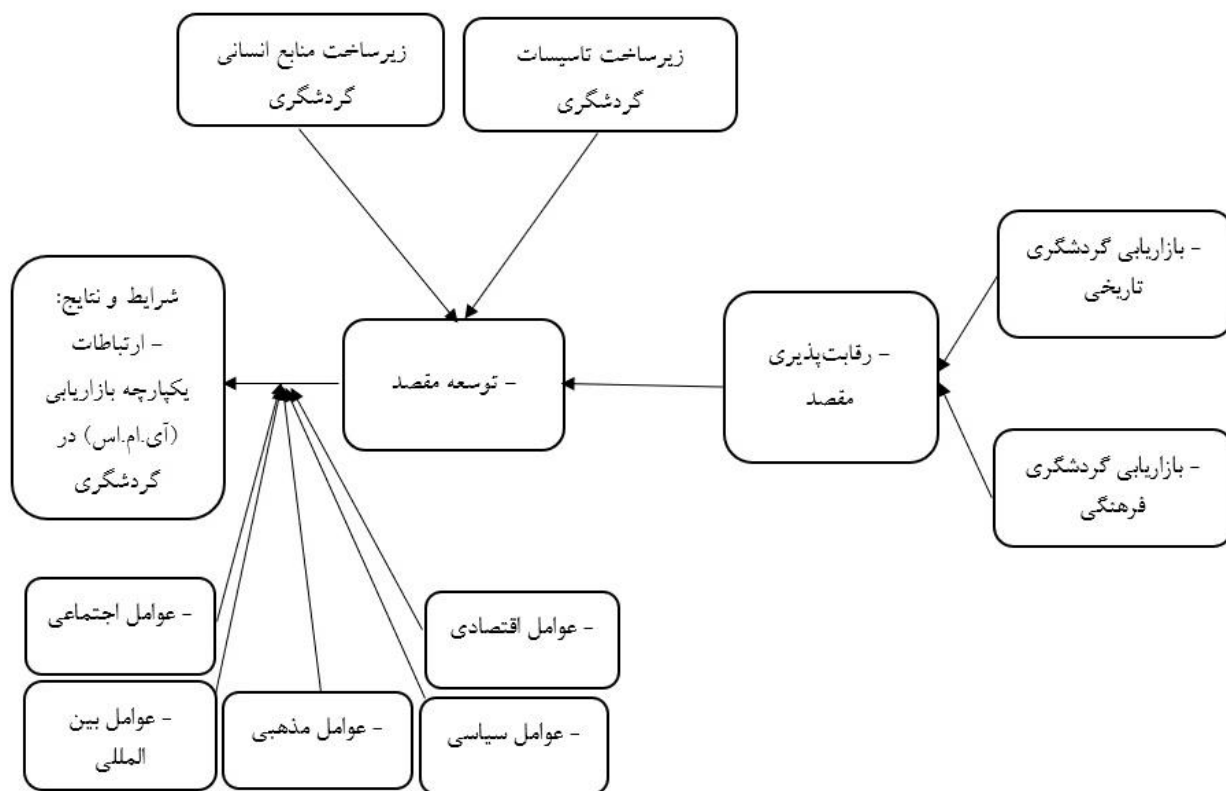 زیرساخت تاسیسات
گردشگری
زیرساخت منابع انسانی
گردشگری
- بازاریابی گردشگری
تاریخی
- بازاریابی گردشگری
فرهنگی
- رقابت‌پذیری
مقصد
- توسعه مقصد
شرایط و نتایج:
- ارتباطات
یکپارچه بازاریابی
(آی.ام.اس) در
گردشگری
- عوامل اقتصادی
- عوامل اجتماعی
- عوامل سیاسی
- عوامل مذهبی
- عوامل بین
المللی